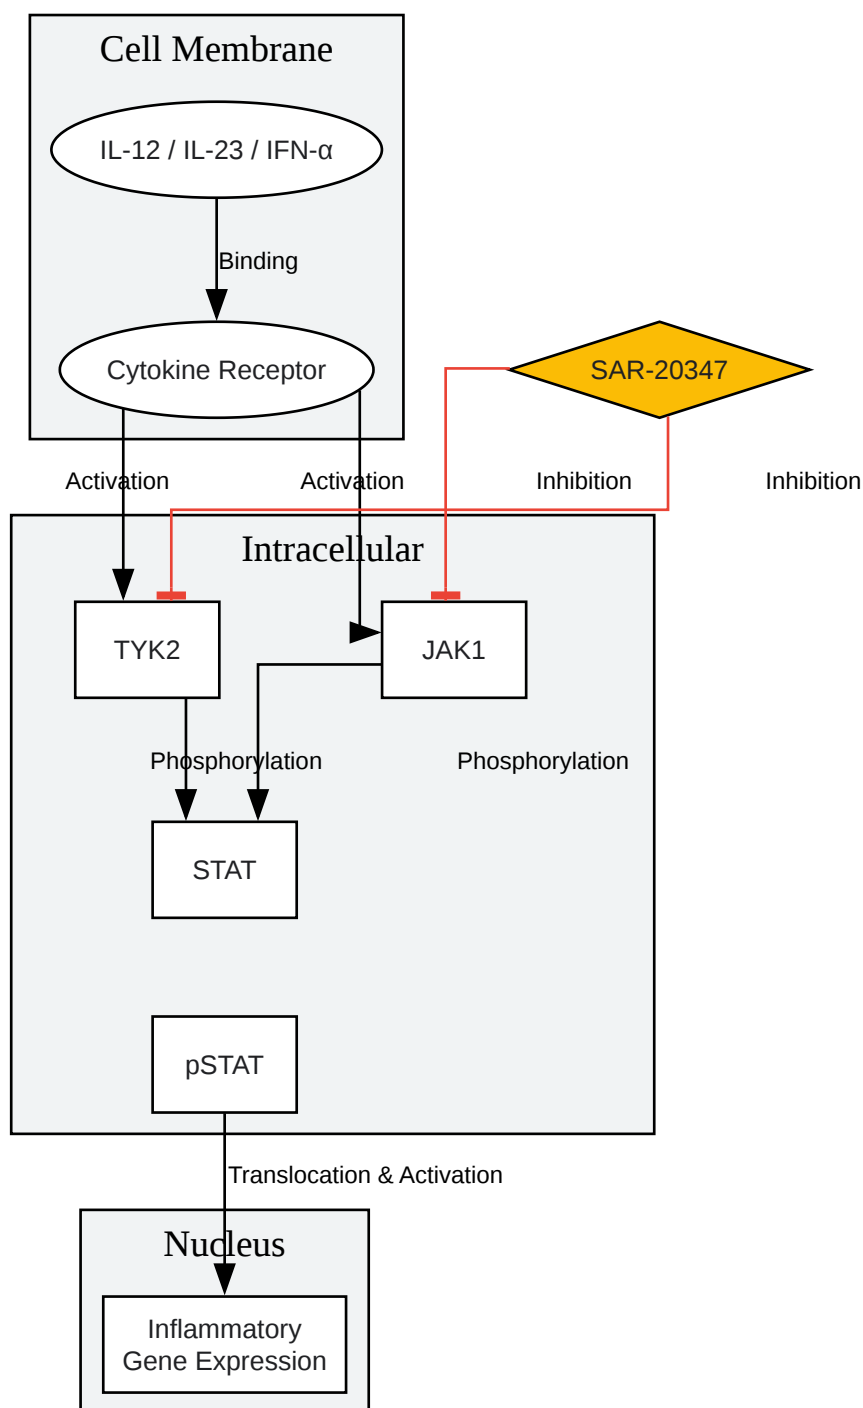 Cell Membrane
IL-12 / IL-23 / IFN-α
Binding
Cytokine Receptor
SAR-20347
Activation
Activation
Inhibition
Inhibition
Intracellular
TYK2
JAK1
Phosphorylation
Phosphorylation
STAT
pSTAT
Translocation & Activation
Nucleus
Inflammatory
Gene Expression